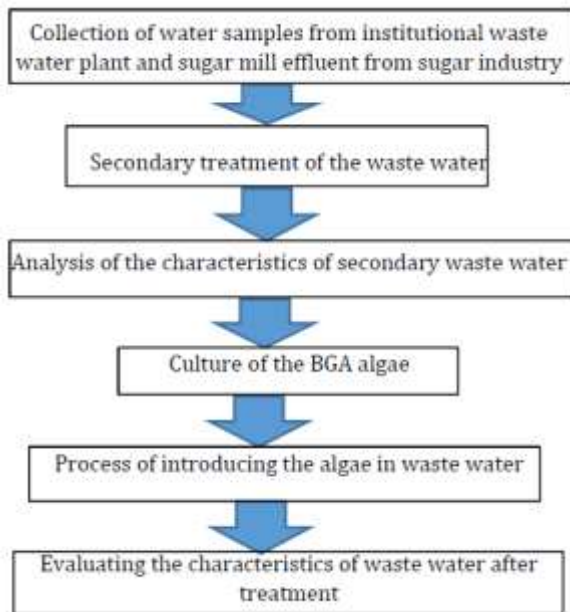 Collection of water samples from institutional waste
water plant and sugar mill effluent from sugar industry
Secondary treatment of the waste water
Analysis of the characteristics of secondary waste water
Culture of the BGA algae
Process of introducing the algae in waste water
Evaluating the characteristics of waste water after
treatment